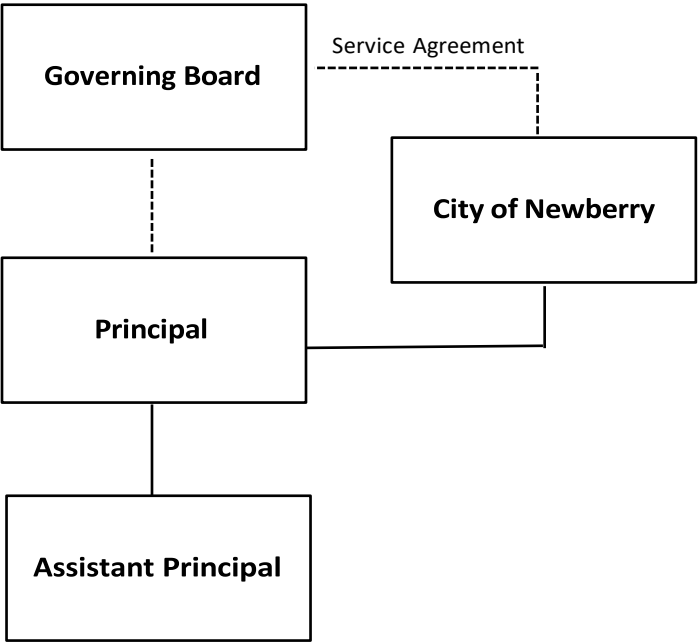 Governing Board
Service Agreement
City of Newberry
Principal
Assistant Principal